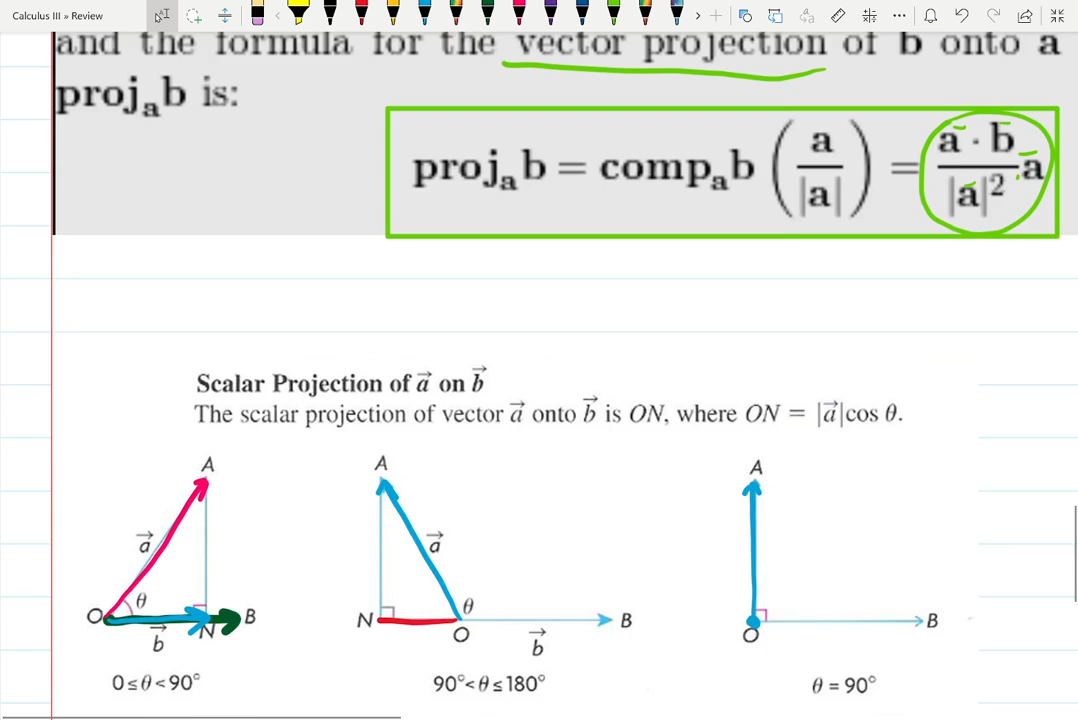 Calculus III » Review
and the formula for the vector projection of b onto a
proj_a b is:
proj_a b = comp_a b (a / |a|) = (a · b / |a|²) a
Scalar Projection of a⃗ on b⃗
The scalar projection of vector a⃗ onto b⃗ is ON, where ON = |a⃗|cos θ.
A A A
a⃗ a⃗
θ θ
O N B N O B O B
b⃗ b⃗
0≤θ<90° 90°<θ≤180° θ = 90°